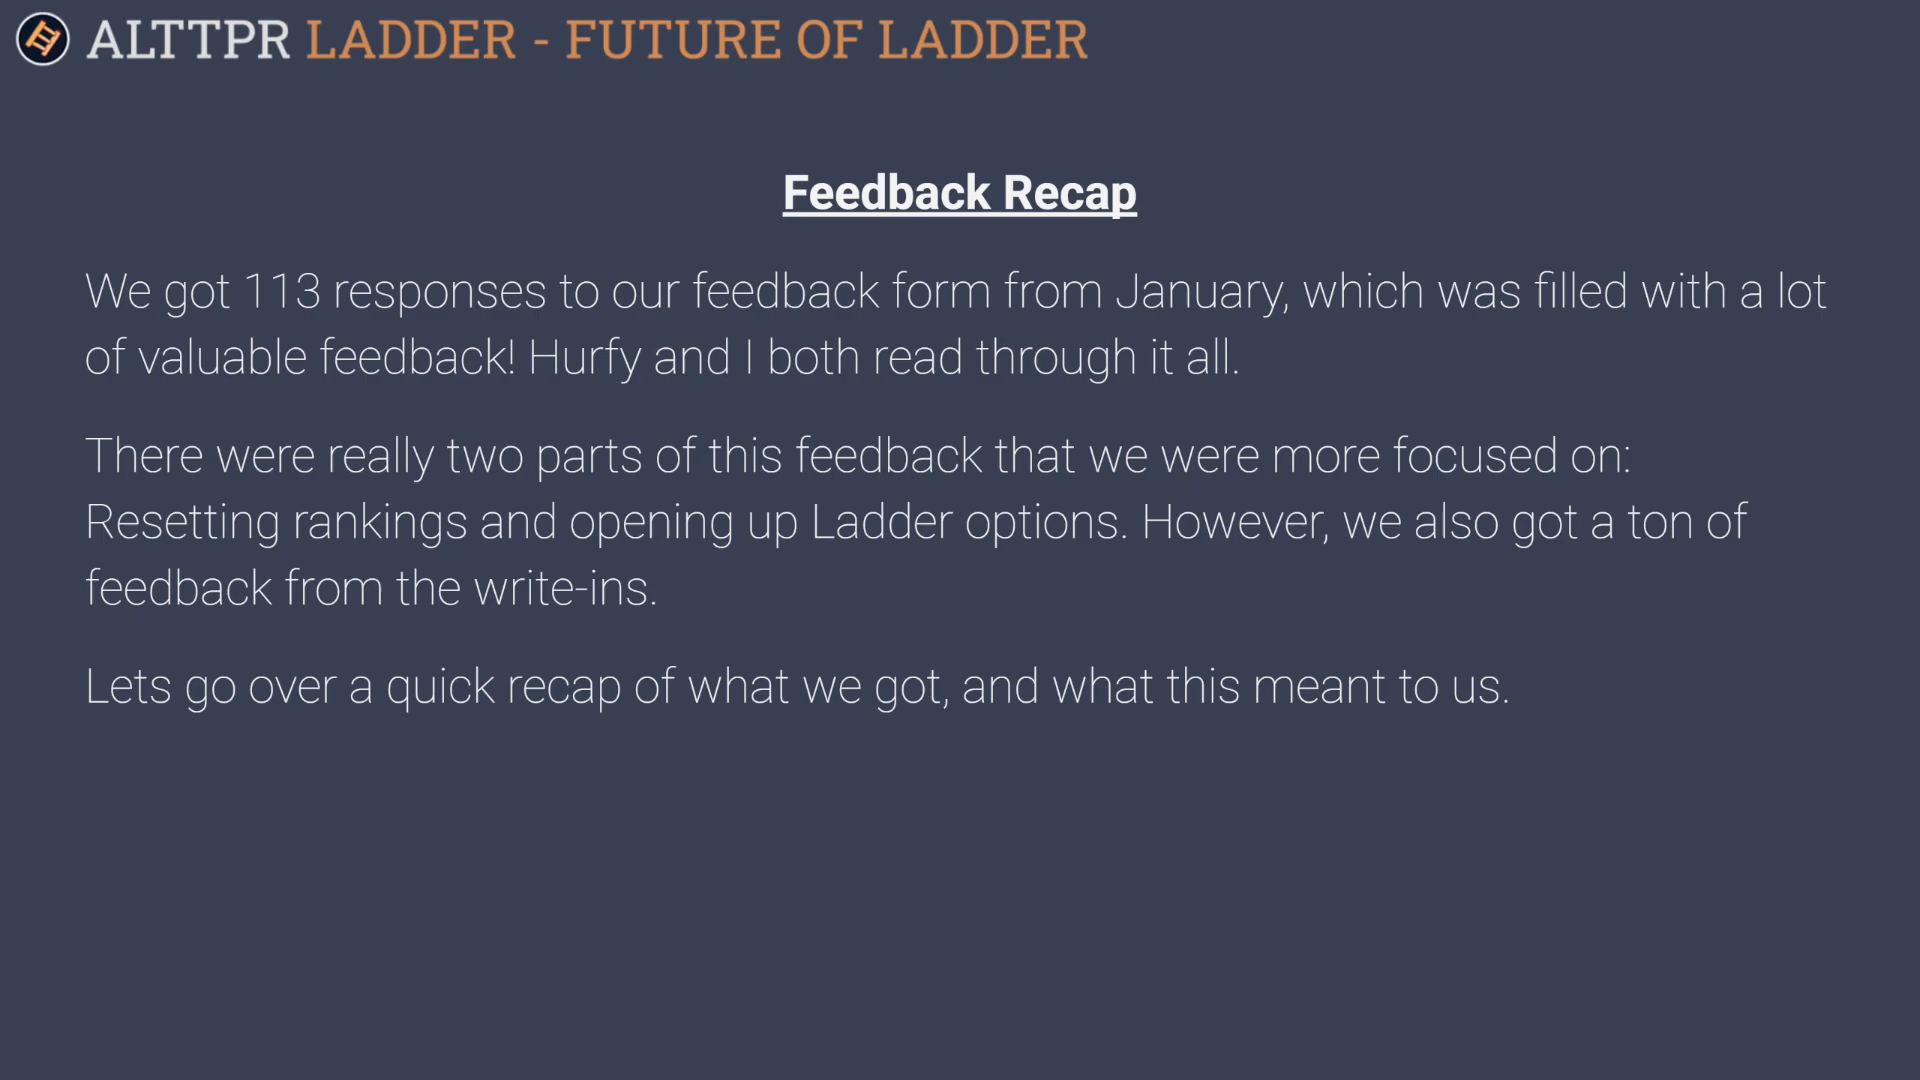 ALTTPR LADDER - FUTURE OF LADDER
Feedback Recap
We got 113 responses to our feedback form from January, which was filled with a lot
of valuable feedback! Hurfy and I both read through it all.
There were really two parts of this feedback that we were more focused on:
Resetting rankings and opening up Ladder options. However, we also got a ton of
feedback from the write-ins.
Lets go over a quick recap of what we got, and what this meant to us.